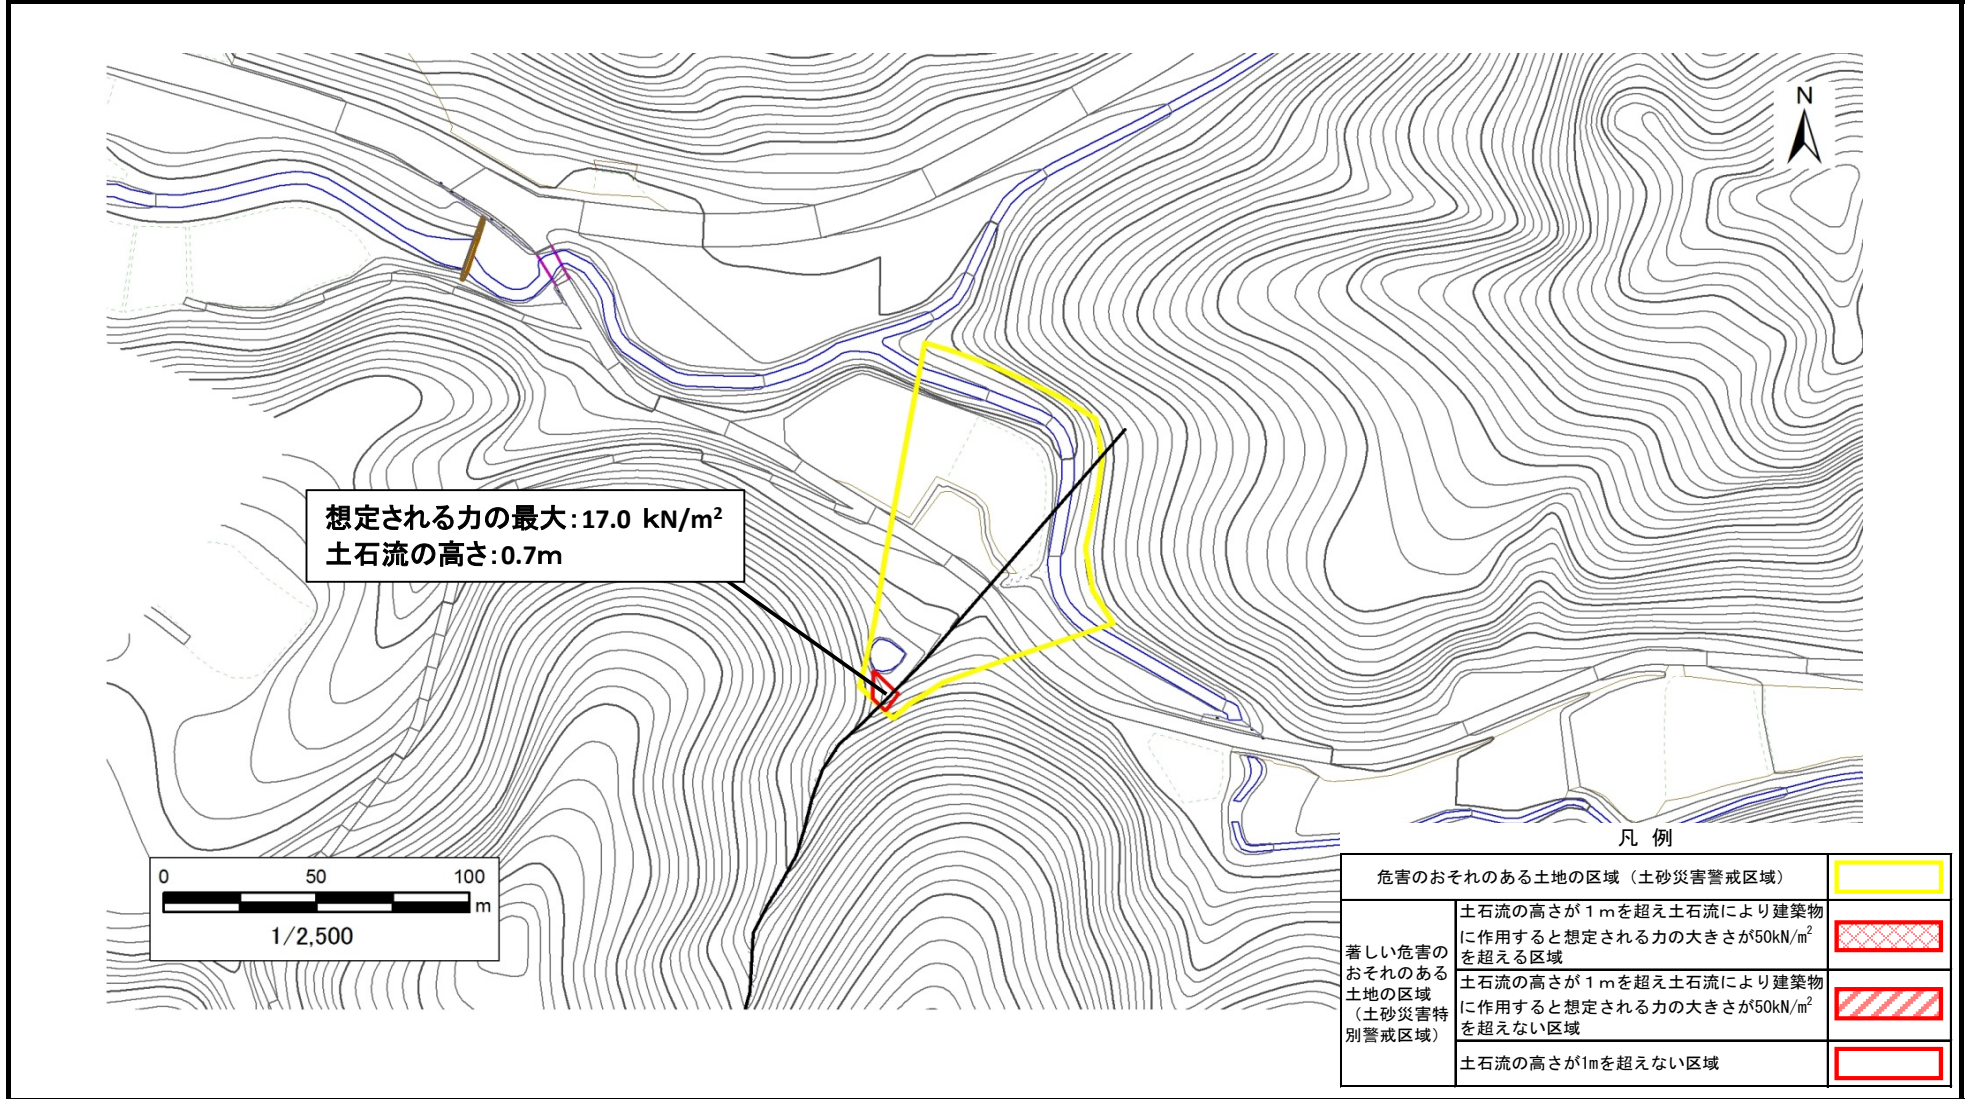 N
想定される力の最大：17.0 kN/m²
土石流の高さ：0.7m
0 50 100
m
1/2,500
凡 例
危害のおそれのある土地の区域（土砂災害警戒区域）
著しい危害の
おそれのある
土地の区域
（土砂災害特
別警戒区域）
土石流の高さが１ｍを超え土石流により建築物
に作用すると想定される力の大きさが50kN/m²
を超える区域
土石流の高さが１ｍを超え土石流により建築物
に作用すると想定される力の大きさが50kN/m²
を超えない区域
土石流の高さが1mを超えない区域